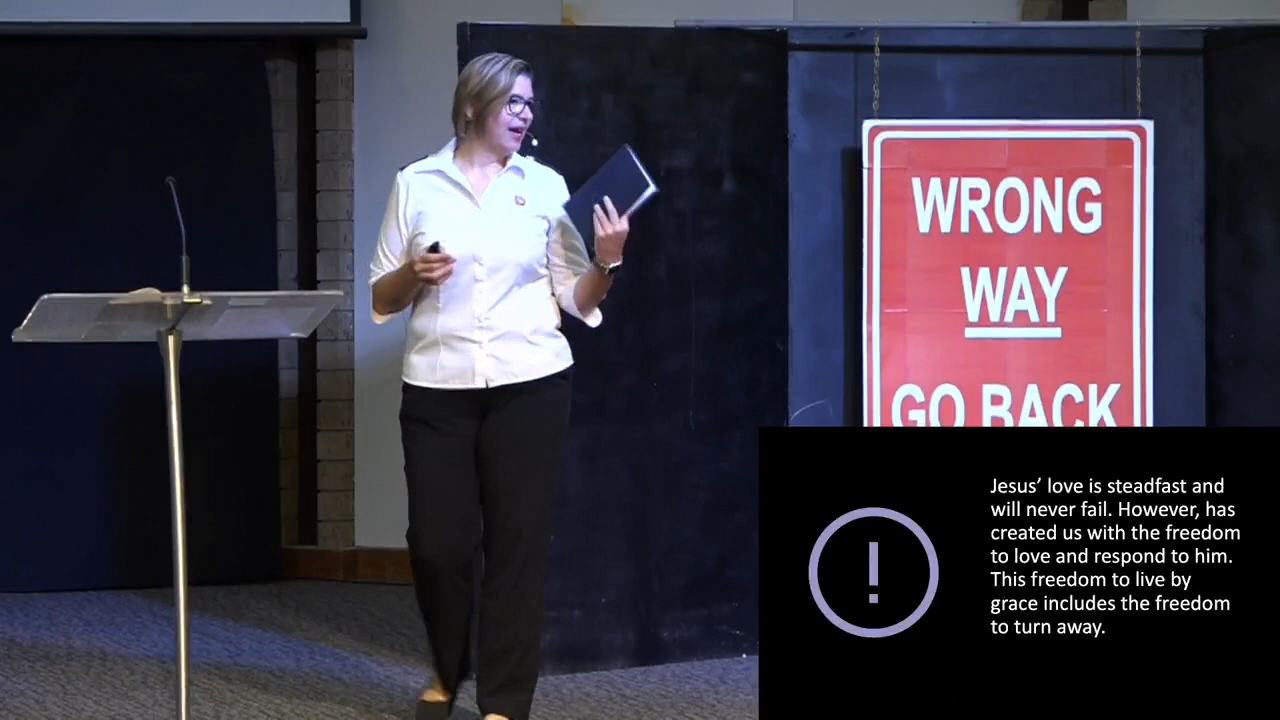 WRONG
WAY
GO BACK
Jesus’ love is steadfast and
will never fail. However, has
created us with the freedom
to love and respond to him.
This freedom to live by
grace includes the freedom
to turn away.